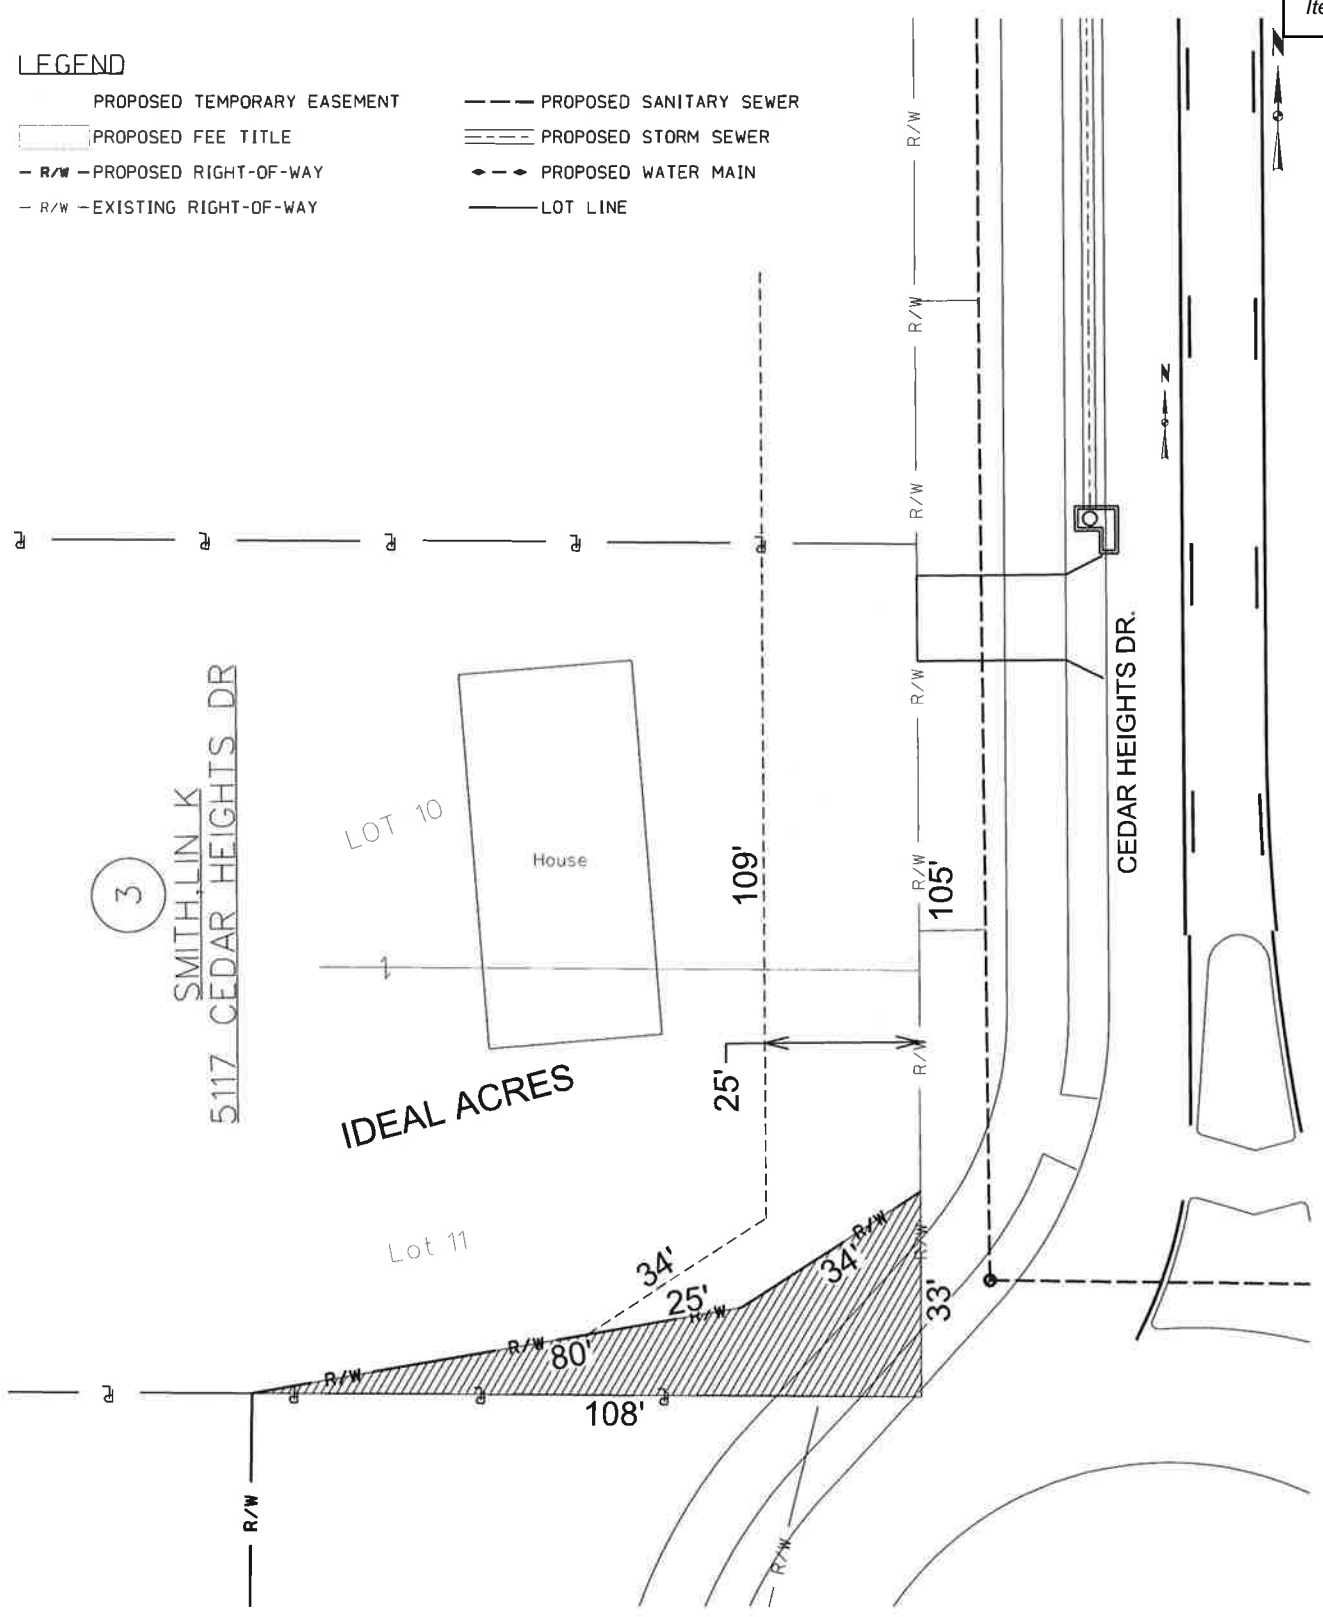 Ite
N
LEGEND
PROPOSED TEMPORARY EASEMENT
PROPOSED FEE TITLE
R/W PROPOSED RIGHT-OF-WAY
R/W EXISTING RIGHT-OF-WAY
PROPOSED SANITARY SEWER
PROPOSED STORM SEWER
PROPOSED WATER MAIN
LOT LINE
R/W
R/W
N
R/W
R/W
CEDAR HEIGHTS DR.
3
SMITH, LIN K
5117 CEDAR HEIGHTS DR
LOT 10
House
109'
R/W
105'
1
25'
R/W
IDEAL ACRES
Lot 11
34'
25'
R/W
R/W
34'
R/W
33'
R/W
80'
R/W
108'
R/W
R/W